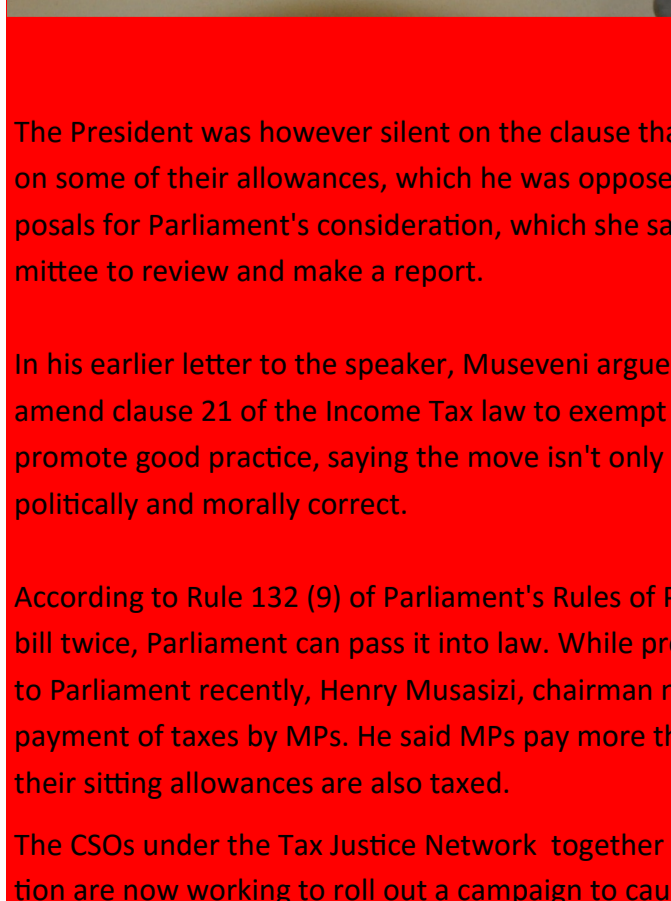 The President was however silent on the clause tha
on some of their allowances, which he was oppose
posals for Parliament's consideration, which she sa
mittee to review and make a report.
In his earlier letter to the speaker, Museveni argue
amend clause 21 of the Income Tax law to exempt
promote good practice, saying the move isn't only
politically and morally correct.
According to Rule 132 (9) of Parliament's Rules of P
bill twice, Parliament can pass it into law. While pr
to Parliament recently, Henry Musasizi, chairman n
payment of taxes by MPs. He said MPs pay more th
their sitting allowances are also taxed.
The CSOs under the Tax Justice Network  together
tion are now working to roll out a campaign to cau